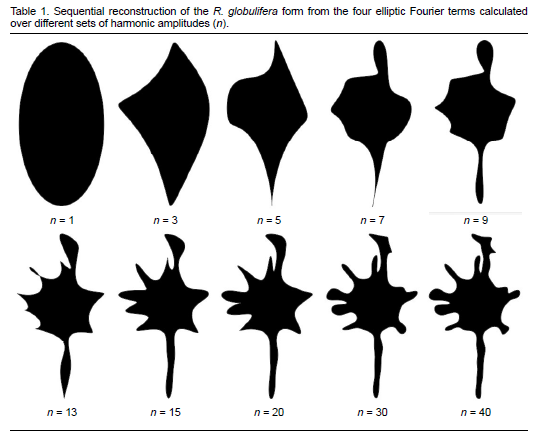 Table 1. Sequential reconstruction of the R. globulifera form from the four elliptic Fourier terms calculated
over different sets of harmonic amplitudes (n).
n = 1 n = 3 n = 5 n = 7 n = 9
n = 13 n = 15 n = 20 n = 30 n = 40